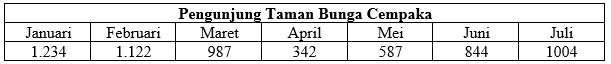 Pengunjung Taman Bunga Cempaka
Januari Februari Maret April Mei Juni Juli
1.234 1.122 987 342 587 844 1004